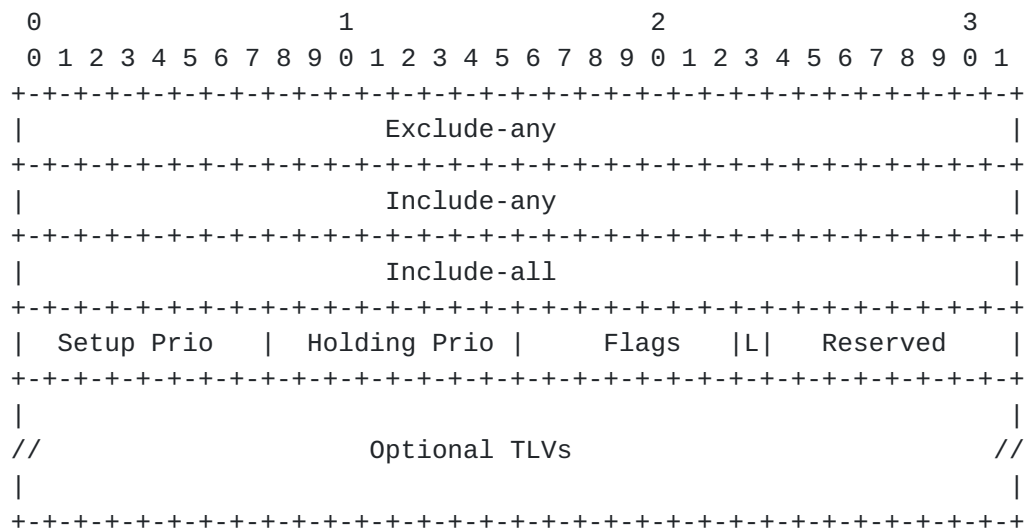 0                   1                   2                   3
 0 1 2 3 4 5 6 7 8 9 0 1 2 3 4 5 6 7 8 9 0 1 2 3 4 5 6 7 8 9 0 1
+-+-+-+-+-+-+-+-+-+-+-+-+-+-+-+-+-+-+-+-+-+-+-+-+-+-+-+-+-+-+-+-+
|                       Exclude-any                             |
+-+-+-+-+-+-+-+-+-+-+-+-+-+-+-+-+-+-+-+-+-+-+-+-+-+-+-+-+-+-+-+-+
|                       Include-any                             |
+-+-+-+-+-+-+-+-+-+-+-+-+-+-+-+-+-+-+-+-+-+-+-+-+-+-+-+-+-+-+-+-+
|                       Include-all                             |
+-+-+-+-+-+-+-+-+-+-+-+-+-+-+-+-+-+-+-+-+-+-+-+-+-+-+-+-+-+-+-+-+
|  Setup Prio   |  Holding Prio |     Flags   |L|   Reserved    |
+-+-+-+-+-+-+-+-+-+-+-+-+-+-+-+-+-+-+-+-+-+-+-+-+-+-+-+-+-+-+-+-+
|                                                               |
//                     Optional TLVs                           //
|                                                               |
+-+-+-+-+-+-+-+-+-+-+-+-+-+-+-+-+-+-+-+-+-+-+-+-+-+-+-+-+-+-+-+-+